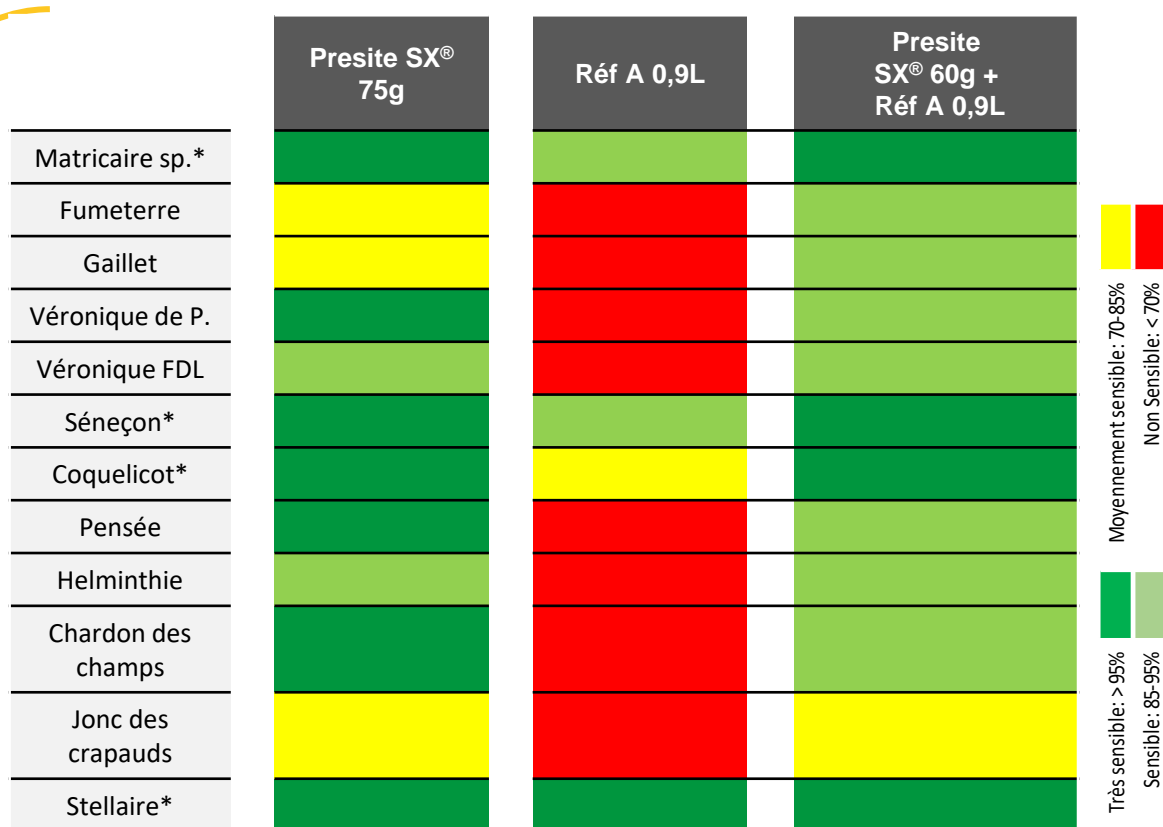 Presite SX®
75g
Réf A 0,9L
Presite
SX® 60g +
Réf A 0,9L
Matricaire sp.*
Fumeterre
Gaillet
Véronique de P.
Véronique FDL
Séneçon*
Coquelicot*
Pensée
Helminthie
Chardon des
champs
Jonc des
crapauds
Stellaire*
Moyennement sensible: 70-85%
Non Sensible: < 70%
Très sensible: > 95%
Sensible: 85-95%